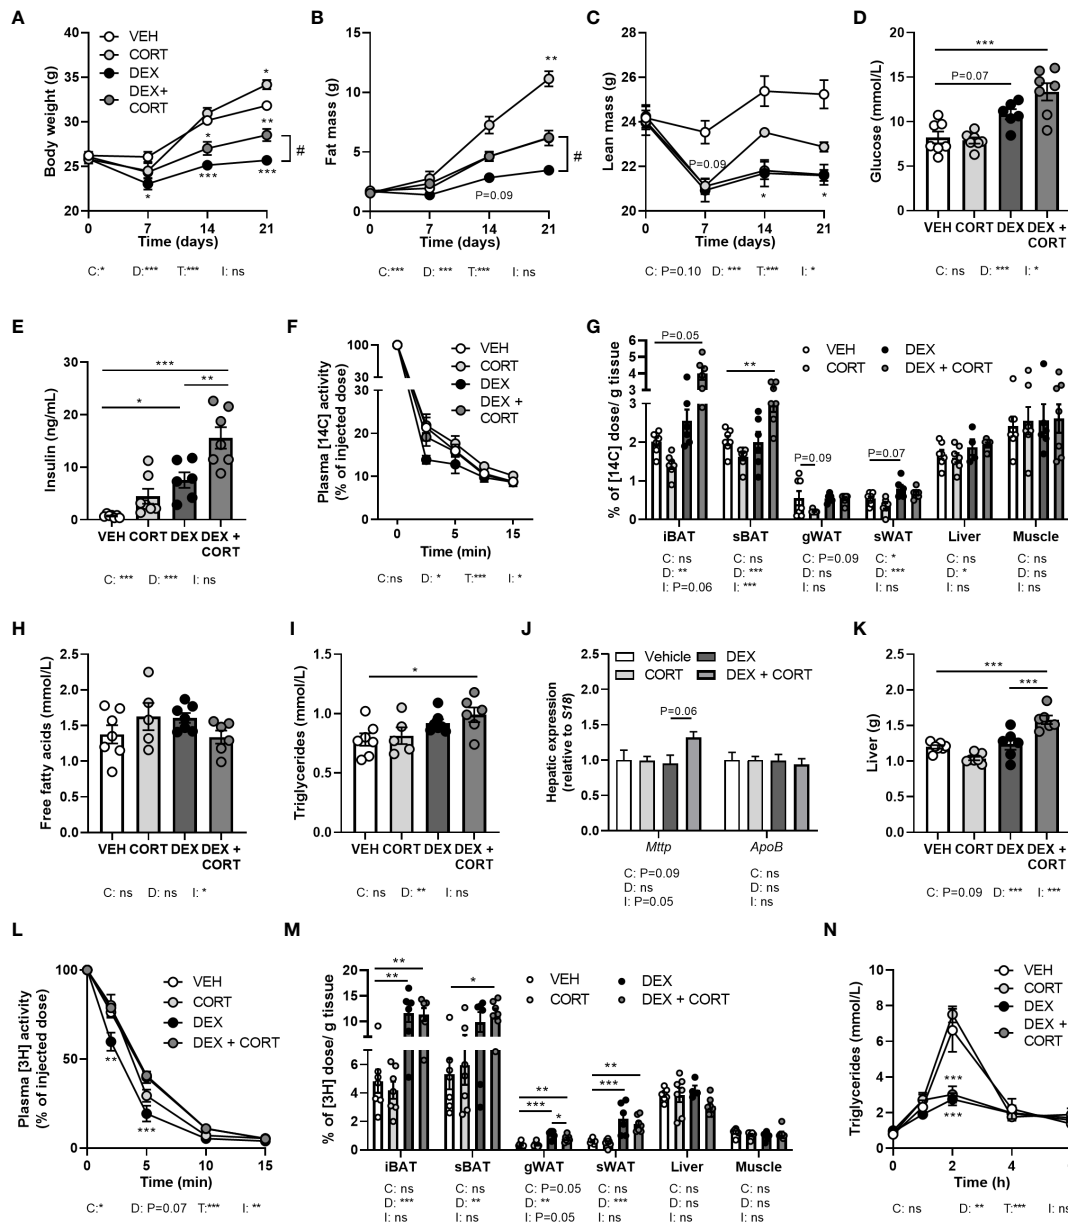 A
Body weight (g)
40
35
30
25
20
VEH
CORT
DEX
DEX+
CORT
*
**
*
***
***
*
#
0
7
14
21
Time (days)
C:* D:*** T:*** I: ns
B
Fat mass (g)
15
10
5
0
**
#
P=0.09
0
7
14
21
Time (days)
C:*** D: *** T:*** I: ns
C
Lean mass (g)
28
26
24
22
20
P=0.09
*
*
0
7
14
21
Time (days)
C: P=0.10 D: *** T:*** I: *
D
Glucose (mmol/L)
20
15
10
5
0
***
P=0.07
VEH CORT DEX DEX +
CORT
C: ns D: *** I: *
E
Insulin (ng/mL)
30
20
10
0
***
**
*
VEH CORT DEX DEX +
CORT
C: *** D: *** I: ns
F
Plasma [14C] activity
(% of injected dose)
100
30
30
20
10
0
VEH
CORT
DEX
DEX +
CORT
0
5
15
Time (min)
C:ns D: * T:*** I: *
G
% of [14C] dose/ g tissue
6
5
4
3
3
2
1
0
P=0.05
**
P=0.09
P=0.07
VEH
CORT
DEX
DEX + CORT
iBAT sBAT gWAT sWAT Liver Muscle
C: ns C: ns C: P=0.09 C: * C: ns C: ns
D: ** D: *** D: ns D: *** D: * D: ns
I: P=0.06 I: *** I: ns I: ns I: ns I: ns
H
Free fatty acids (mmol/L)
2.5
2.0
1.5
1.0
0.5
0.0
VEH CORT DEX DEX +
CORT
C: ns D: ns I: *
I
Triglycerides (mmol/L)
1.5
1.0
0.5
0.0
*
VEH CORT DEX DEX +
CORT
C: ns D: ** I: ns
J
Hepatic expression
(relative to S18)
2.5
2.0
1.5
1.0
0.5
0.0
Vehicle
CORT
DEX
DEX + CORT
P=0.06
Mttp ApoB
C: P=0.09 C: ns
D: ns D: ns
I: P=0.05 I: ns
K
Liver (g)
2.5
2.0
1.5
1.0
0.5
0.0
***
***
VEH CORT DEX DEX +
CORT
C: P=0.09 D: *** I: ***
L
Plasma [3H] activity
(% of injected dose)
100
50
0
VEH
CORT
DEX
DEX + CORT
**
***
0
5
10
15
Time (min)
C:* D: P=0.07 T:*** I: **
M
% of [3H] dose/ g tissue
20
15
10
6
4
2
0
**
**
*
**
***
*
**
***
VEH
CORT
DEX
DEX + CORT
iBAT sBAT gWAT sWAT Liver Muscle
C: ns C: ns C: P=0.05 C: ns C: ns C: ns
D: *** D: ** D: ** D: *** D: ns D: ns
I: ns I: ns I: P=0.05 I: ns I: ns I: ns
N
Triglycerides (mmol/L)
10
8
6
4
2
0
VEH
CORT
DEX
DEX +
CORT
***
***
0
2
4
6
Time (h)
C: ns D: ** T:*** I: ns